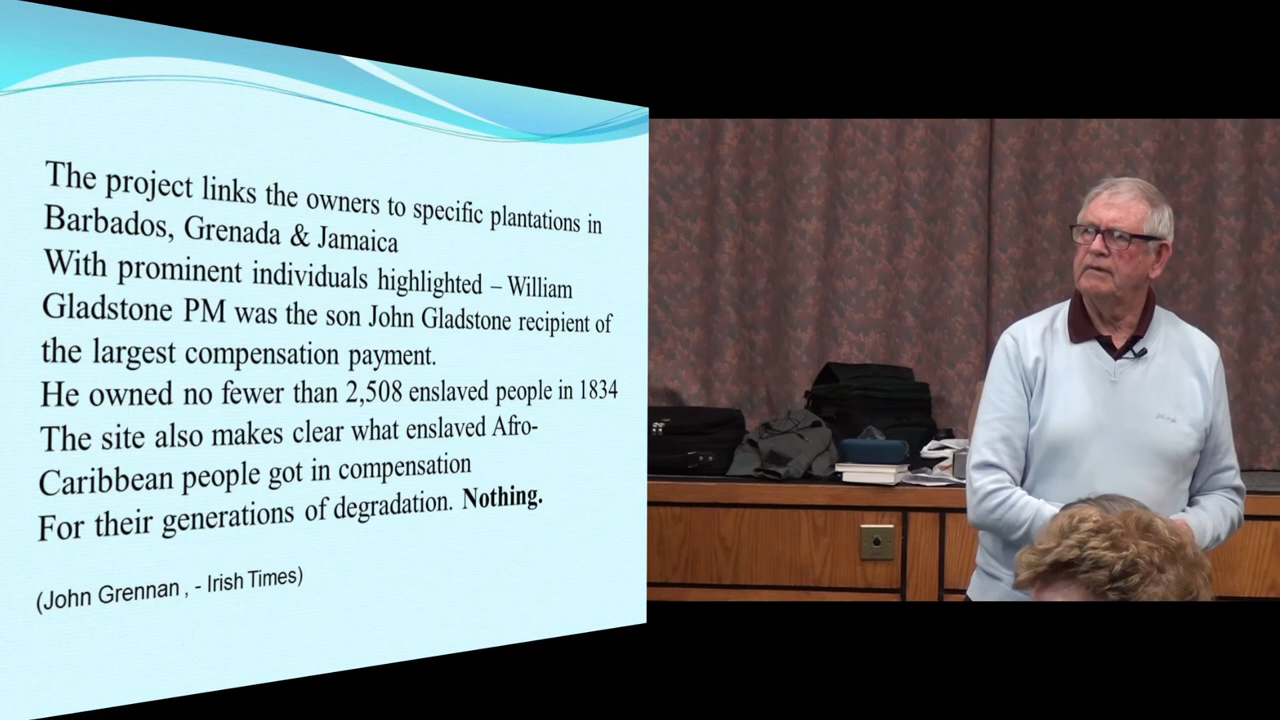 The project links the owners to specific plantations in
Barbados, Grenada & Jamaica
With prominent individuals highlighted – William
Gladstone PM was the son John Gladstone recipient of
the largest compensation payment.
He owned no fewer than 2,508 enslaved people in 1834
The site also makes clear what enslaved Afro-
Caribbean people got in compensation
For their generations of degradation. Nothing.
(John Grennan , - Irish Times)